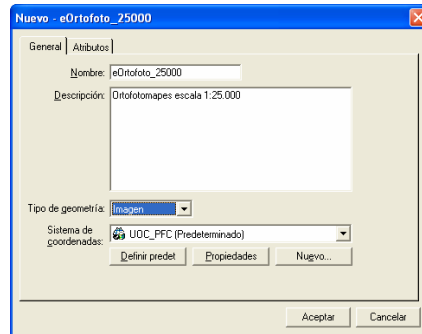 Nuevo - eOrtofoto_25000
General Atributos
Nombre: eOrtofoto_25000
Descripción: Ortofotomapes escala 1:25.000
Tipo de geometría: Imagen
Sistema de coordenadas: UOC_PFC (Predeterminado)
Definir predet Propiedades Nuevo...
Aceptar Cancelar